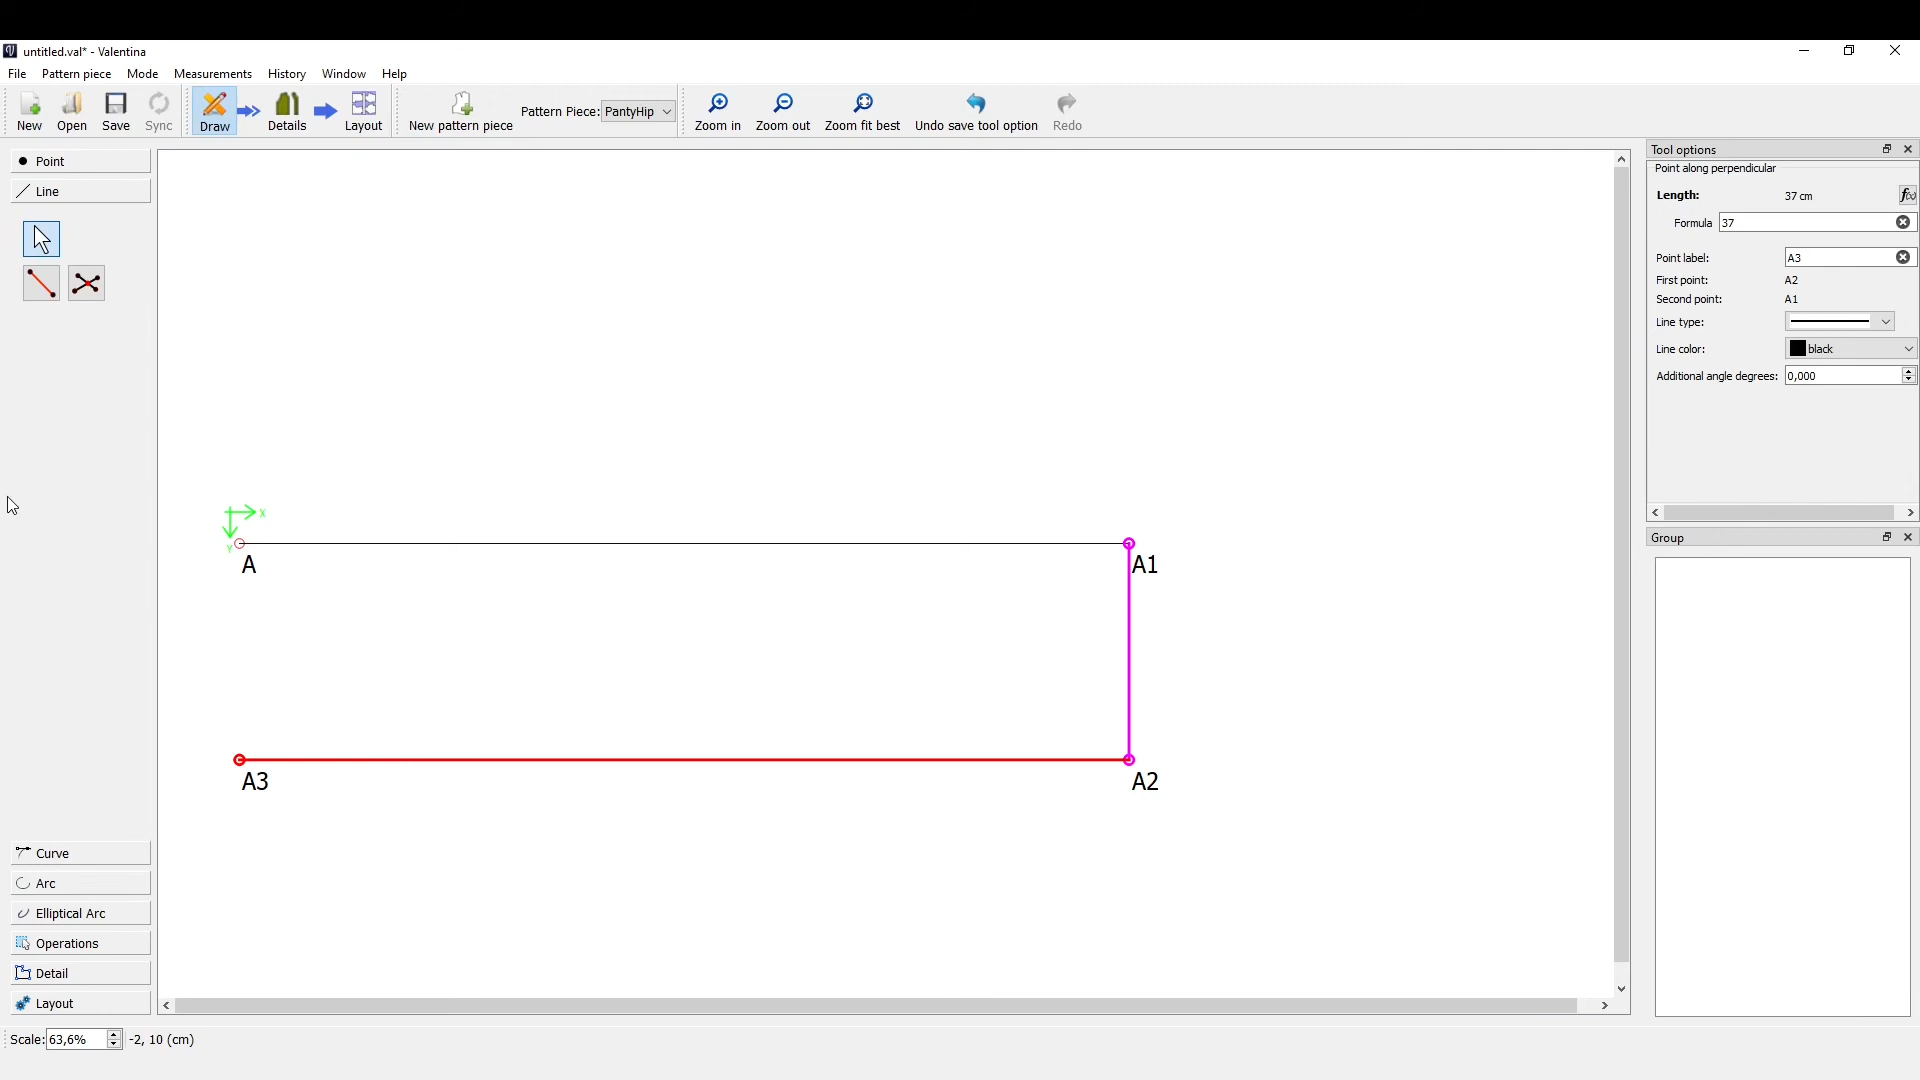 untitled.val* - Valentina
File Pattern piece Mode Measurements History Window Help
New Open Save Sync Draw Details Layout New pattern piece Pattern Piece: PantyHip Zoom in Zoom out Zoom fit best Undo save tool option Redo
Point
Line
Curve
Arc
Elliptical Arc
Operations
Detail
Layout
X
Y
A
A1
A3
A2
Tool options
Point along perpendicular
Length: 37 cm f(x)
Formula 37
Point label: A3
First point: A2
Second point: A1
Line type:
Line color: black
Additional angle degrees: 0,000
Group
Scale: 63,6% -2, 10 (cm)